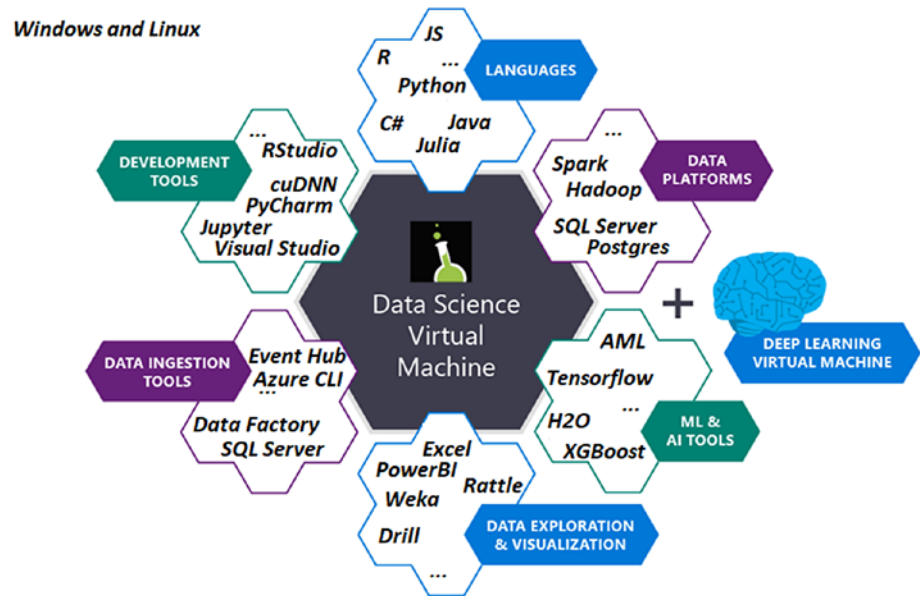 Windows and Linux
JS
R
...
Python
C#
Java
Julia
LANGUAGES
...
RStudio
cuDNN
PyCharm
Jupyter
Visual Studio
DEVELOPMENT
TOOLS
...
Spark
Hadoop
SQL Server
Postgres
DATA
PLATFORMS
Data Science
Virtual
Machine
+
DEEP LEARNING
VIRTUAL MACHINE
Event Hub
Azure CLI
...
Data Factory
SQL Server
DATA INGESTION
TOOLS
AML
Tensorflow
...
H2O
XGBoost
ML &
AI TOOLS
Excel
PowerBI
Rattle
Weka
Drill
...
DATA EXPLORATION
& VISUALIZATION